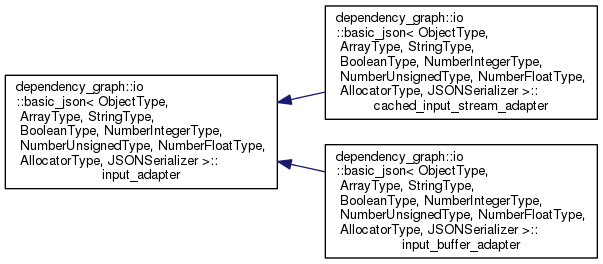 dependency_graph::io
::basic_json< ObjectType,
ArrayType, StringType,
BooleanType, NumberIntegerType,
NumberUnsignedType, NumberFloatType,
AllocatorType, JSONSerializer >::
input_adapter
dependency_graph::io
::basic_json< ObjectType,
ArrayType, StringType,
BooleanType, NumberIntegerType,
NumberUnsignedType, NumberFloatType,
AllocatorType, JSONSerializer >::
cached_input_stream_adapter
dependency_graph::io
::basic_json< ObjectType,
ArrayType, StringType,
BooleanType, NumberIntegerType,
NumberUnsignedType, NumberFloatType,
AllocatorType, JSONSerializer >::
input_buffer_adapter